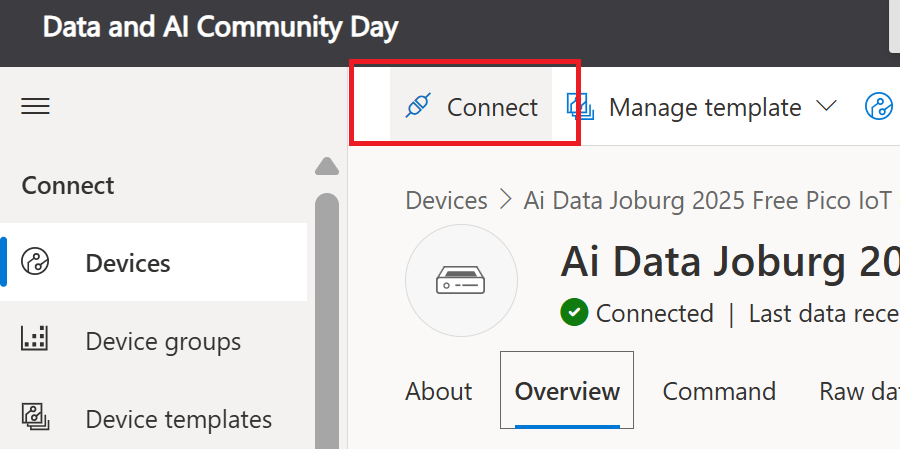 Data and AI Community Day
Connect
Manage template
Connect
Devices
Device groups
Device templates
Devices > Ai Data Joburg 2025 Free Pico IoT
Ai Data Joburg 20
Connected | Last data rece
About
Overview
Command
Raw dat